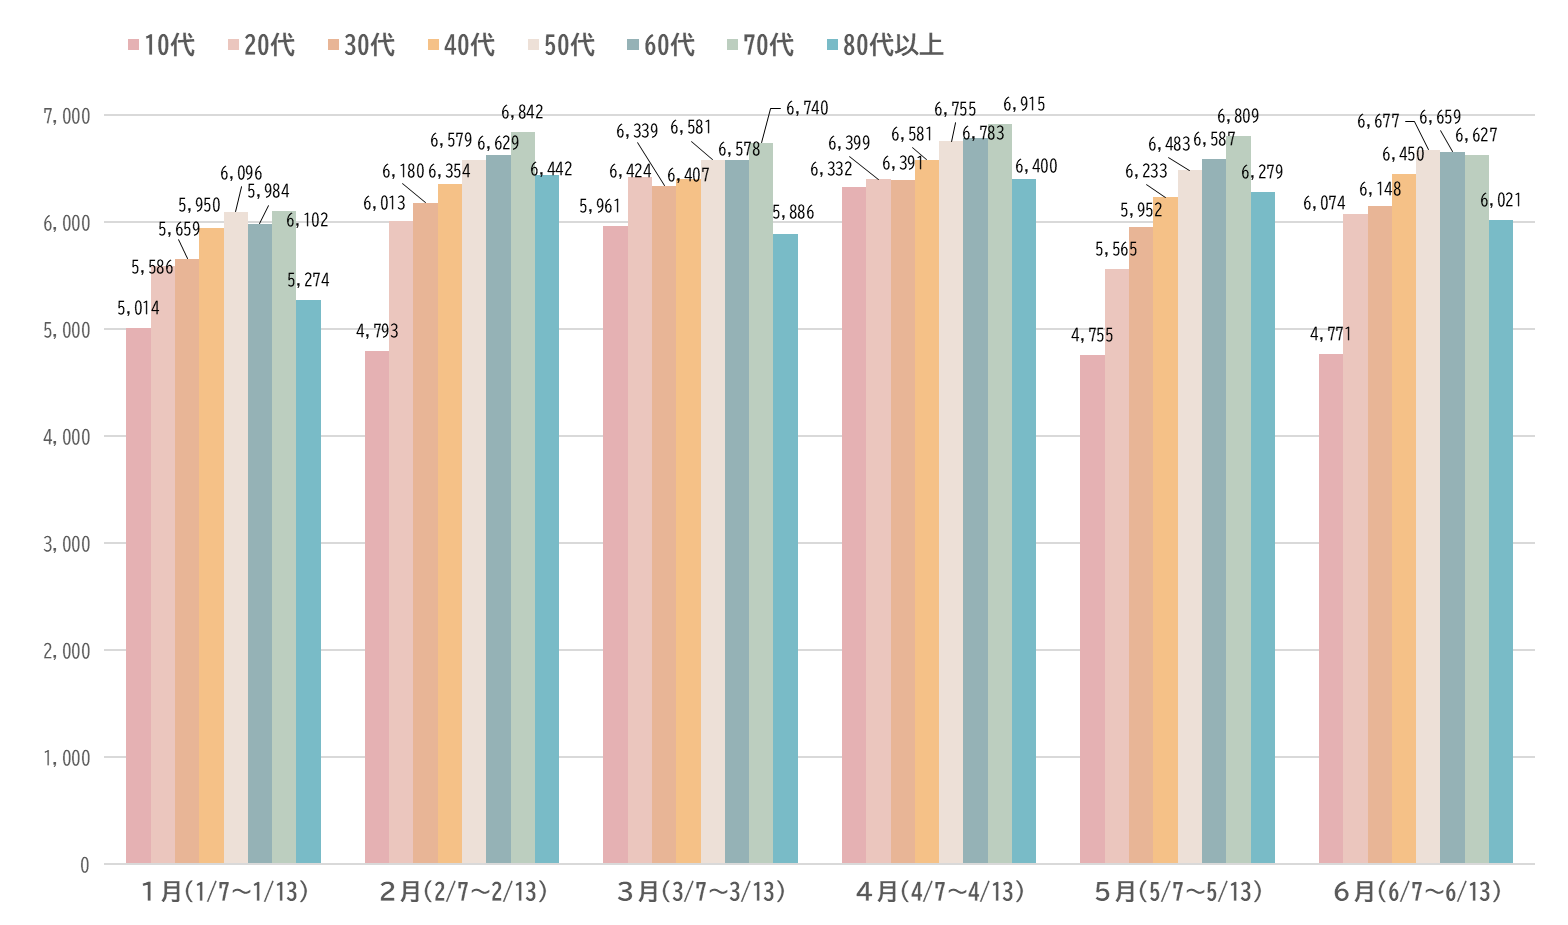 10代 20代 30代 40代 50代 60代 70代 80代以上
7,000
6,000
5,000
4,000
3,000
2,000
1,000
0
5,014 5,586 5,659 5,950 6,096 5,984 6,102 5,274
4,793 6,013 6,180 6,354 6,579 6,629 6,842 6,442
5,961 6,424 6,339 6,407 6,581 6,578 6,740 5,886
6,332 6,399 6,391 6,581 6,755 6,783 6,915 6,400
4,755 5,565 5,952 6,233 6,483 6,587 6,809 6,279
4,771 6,074 6,148 6,450 6,677 6,659 6,627 6,021
１月(1/7～1/13) ２月(2/7～2/13) ３月(3/7～3/13) ４月(4/7～4/13) ５月(5/7～5/13) ６月(6/7～6/13)